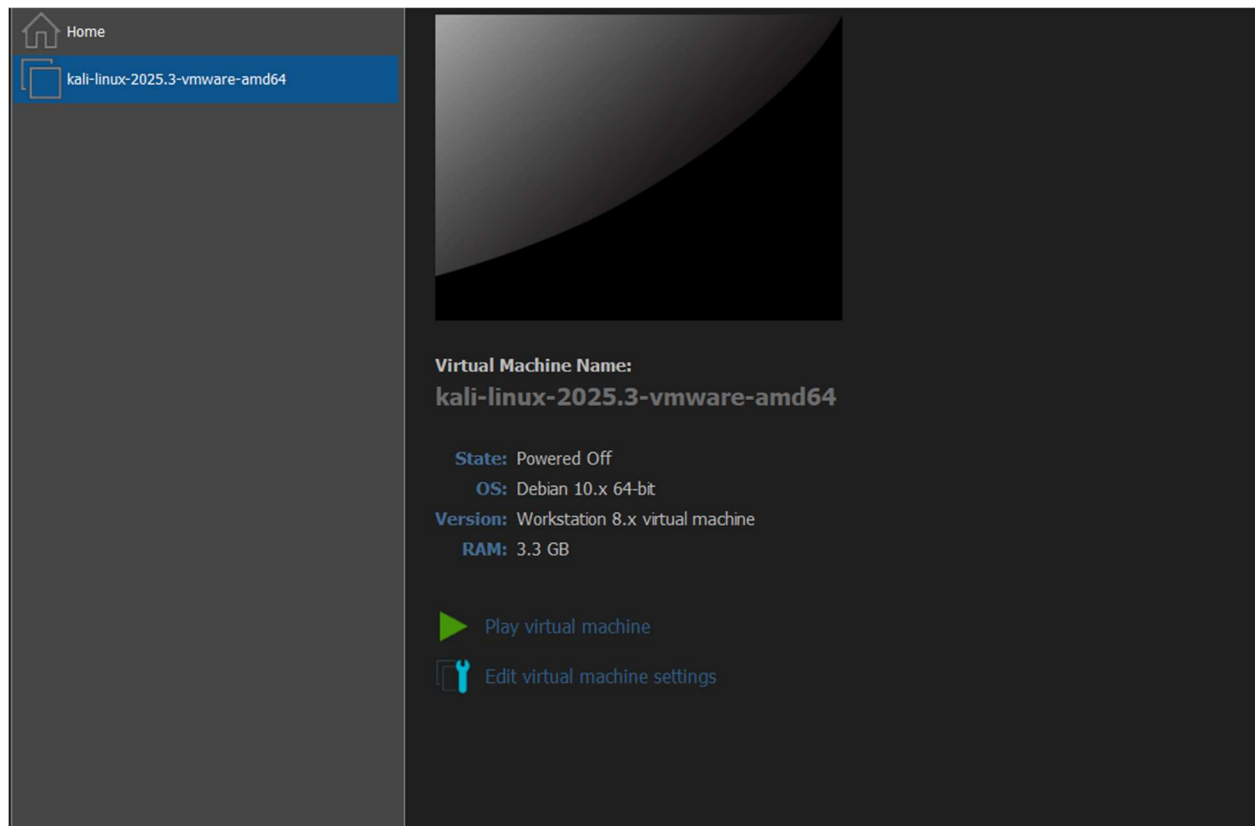 Home
kali-linux-2025.3-vmware-amd64
Virtual Machine Name:
kali-linux-2025.3-vmware-amd64
State: Powered Off
OS: Debian 10.x 64-bit
Version: Workstation 8.x virtual machine
RAM: 3.3 GB
Play virtual machine
Edit virtual machine settings